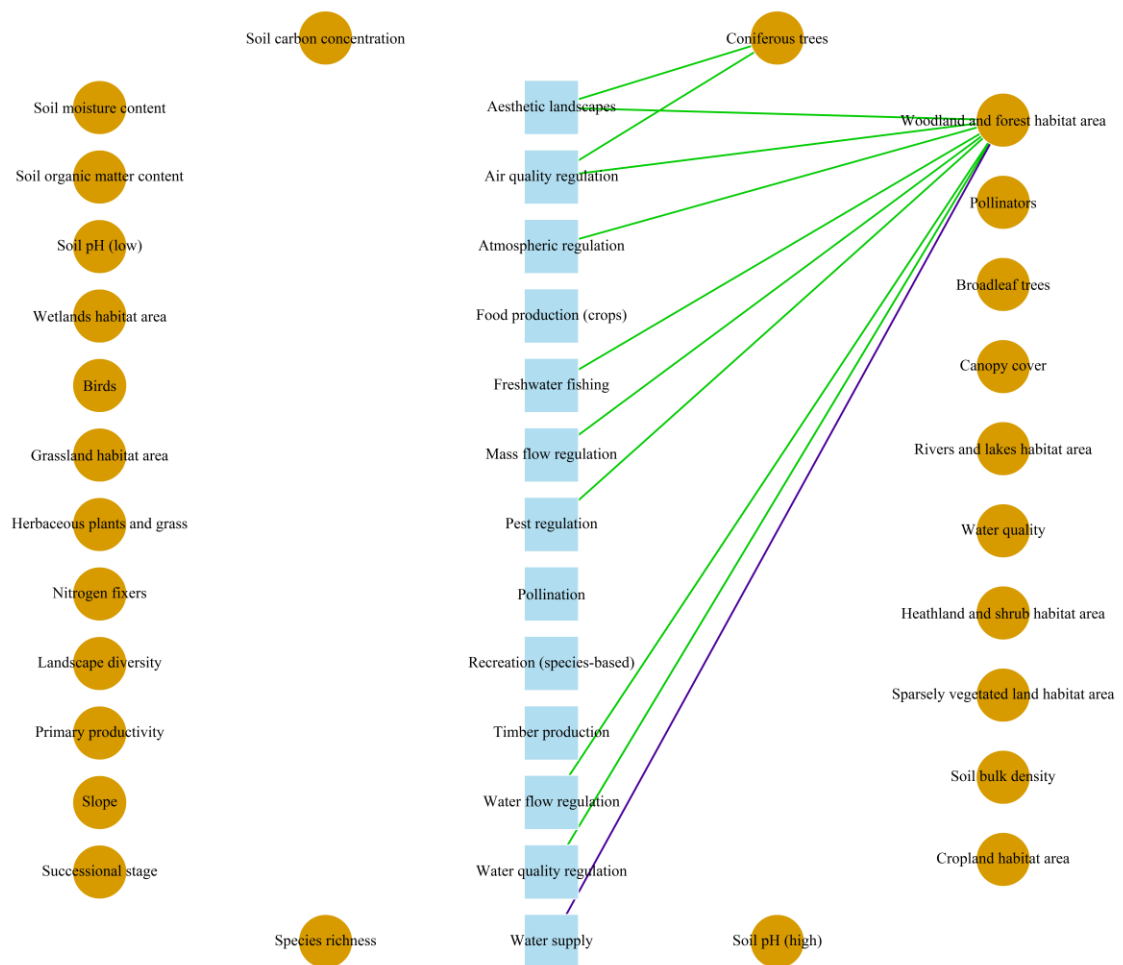 Soil carbon concentration
Coniferous trees
Soil moisture content
Aesthetic landscapes
Woodland and forest habitat area
Soil organic matter content
Air quality regulation
Pollinators
Soil pH (low)
Atmospheric regulation
Broadleaf trees
Wetlands habitat area
Food production (crops)
Canopy cover
Birds
Freshwater fishing
Grassland habitat area
Mass flow regulation
Rivers and lakes habitat area
Herbaceous plants and grass
Pest regulation
Water quality
Nitrogen fixers
Pollination
Heathland and shrub habitat area
Landscape diversity
Recreation (species-based)
Sparsely vegetated land habitat area
Primary productivity
Timber production
Soil bulk density
Slope
Water flow regulation
Cropland habitat area
Successional stage
Water quality regulation
Species richness
Water supply
Soil pH (high)